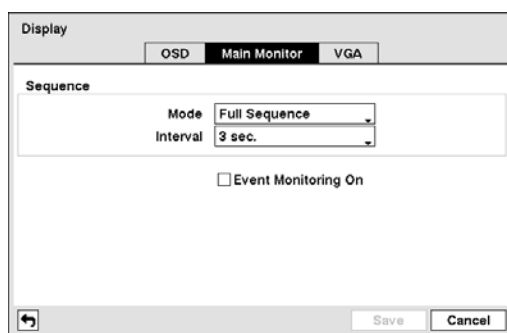 Display
OSD Main Monitor VGA
Sequence
Mode Full Sequence
Interval 3 sec.
Event Monitoring On
Save Cancel